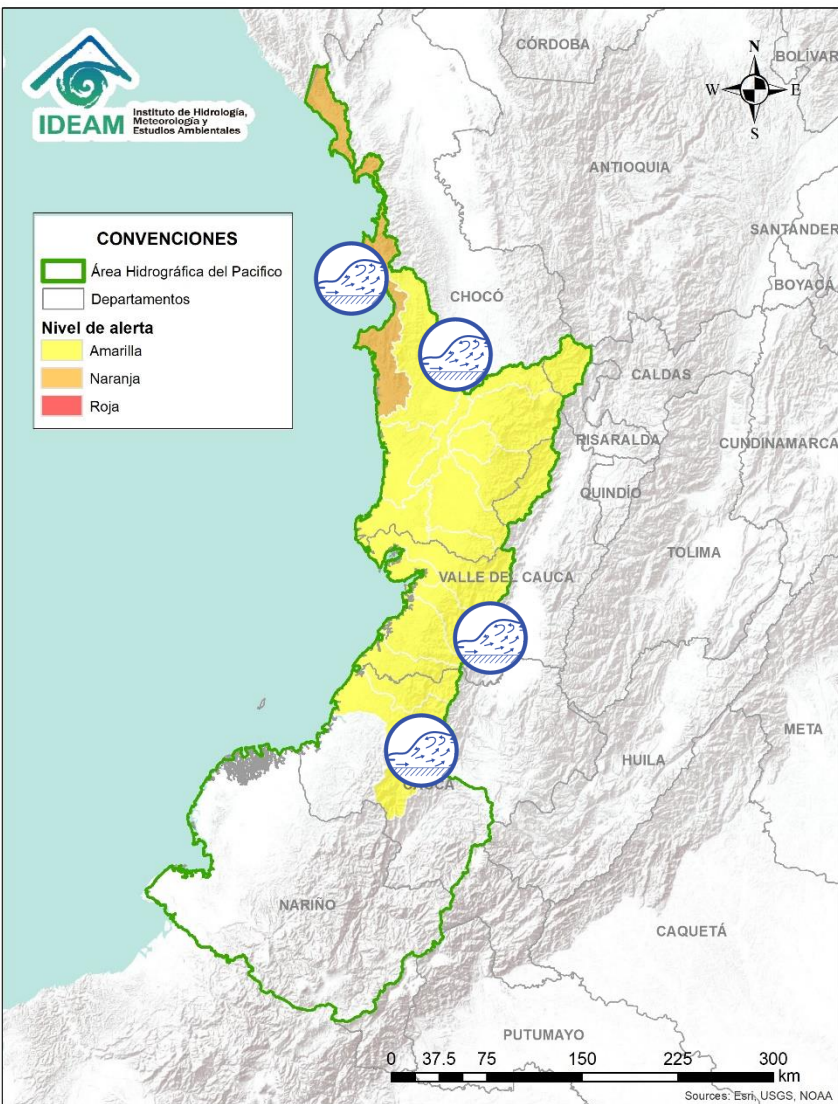 IDEAM
Instituto de Hidrología,
Meteorología y
Estudios Ambientales
CÓRDOBA
BOLÍVAR
N
W
E
S
ANTIOQUIA
SANTANDER
BOYACÁ
CONVENCIONES
Área Hidrográfica del Pacifico
Departamentos
Nivel de alerta
Amarilla
Naranja
Roja
CHOCÓ
CALDAS
RISARALDA
CUNDINAMARCA
QUINDÍO
TOLIMA
VALLE DEL CAUCA
META
HUILA
CAUCA
NARIÑO
CAQUETÁ
PUTUMAYO
0 37.5 75 150 225 300
km
Sources: Esri, USGS, NOAA